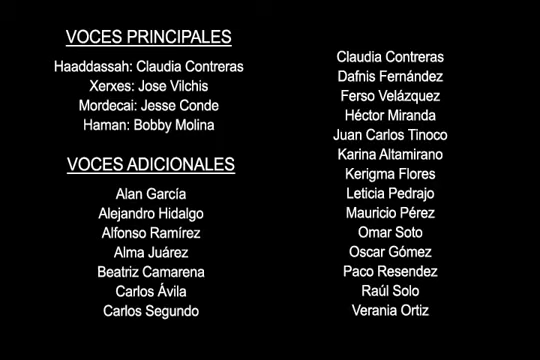 VOCES PRINCIPALES
Haaddassah: Claudia Contreras
Xerxes: Jose Vilchis
Mordecai: Jesse Conde
Haman: Bobby Molina
VOCES ADICIONALES
Alan García
Alejandro Hidalgo
Alfonso Ramírez
Alma Juárez
Beatriz Camarena
Carlos Ávila
Carlos Segundo
Claudia Contreras
Dafnis Fernández
Ferso Velázquez
Héctor Miranda
Juan Carlos Tinoco
Karina Altamirano
Kerigma Flores
Leticia Pedrajo
Mauricio Pérez
Omar Soto
Oscar Gómez
Paco Resendez
Raúl Solo
Verania Ortiz